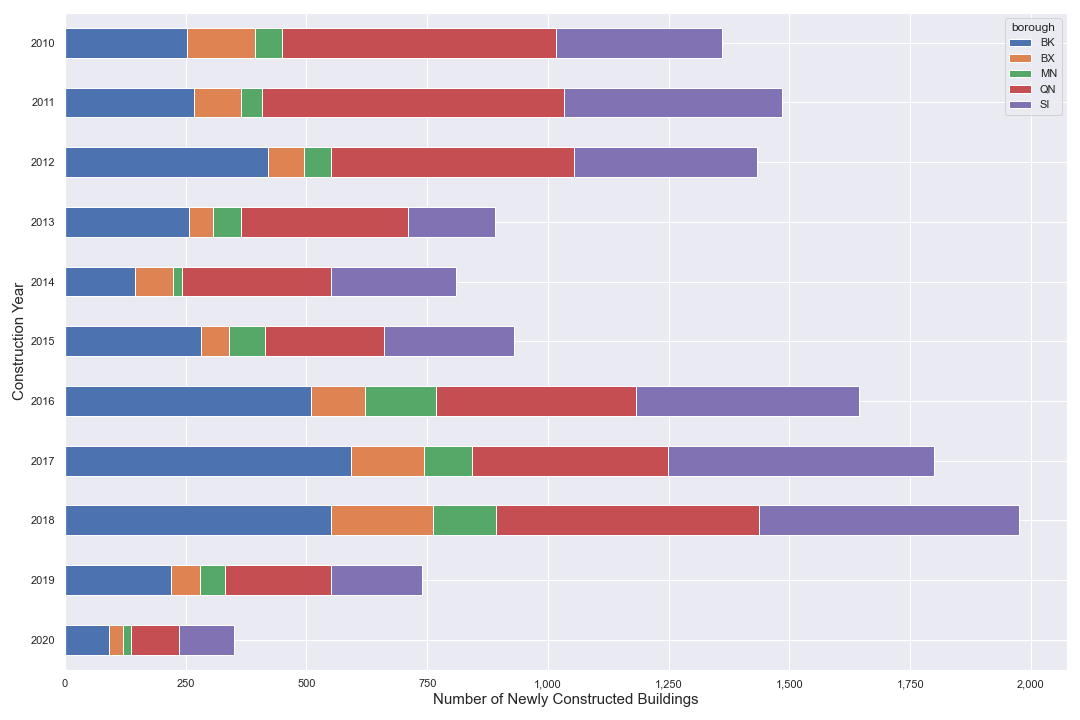 borough
BK
BX
MN
QN
SI
Construction Year
2010
2011
2012
2013
2014
2015
2016
2017
2018
2019
2020
0 250 500 750 1,000 1,250 1,500 1,750 2,000
Number of Newly Constructed Buildings